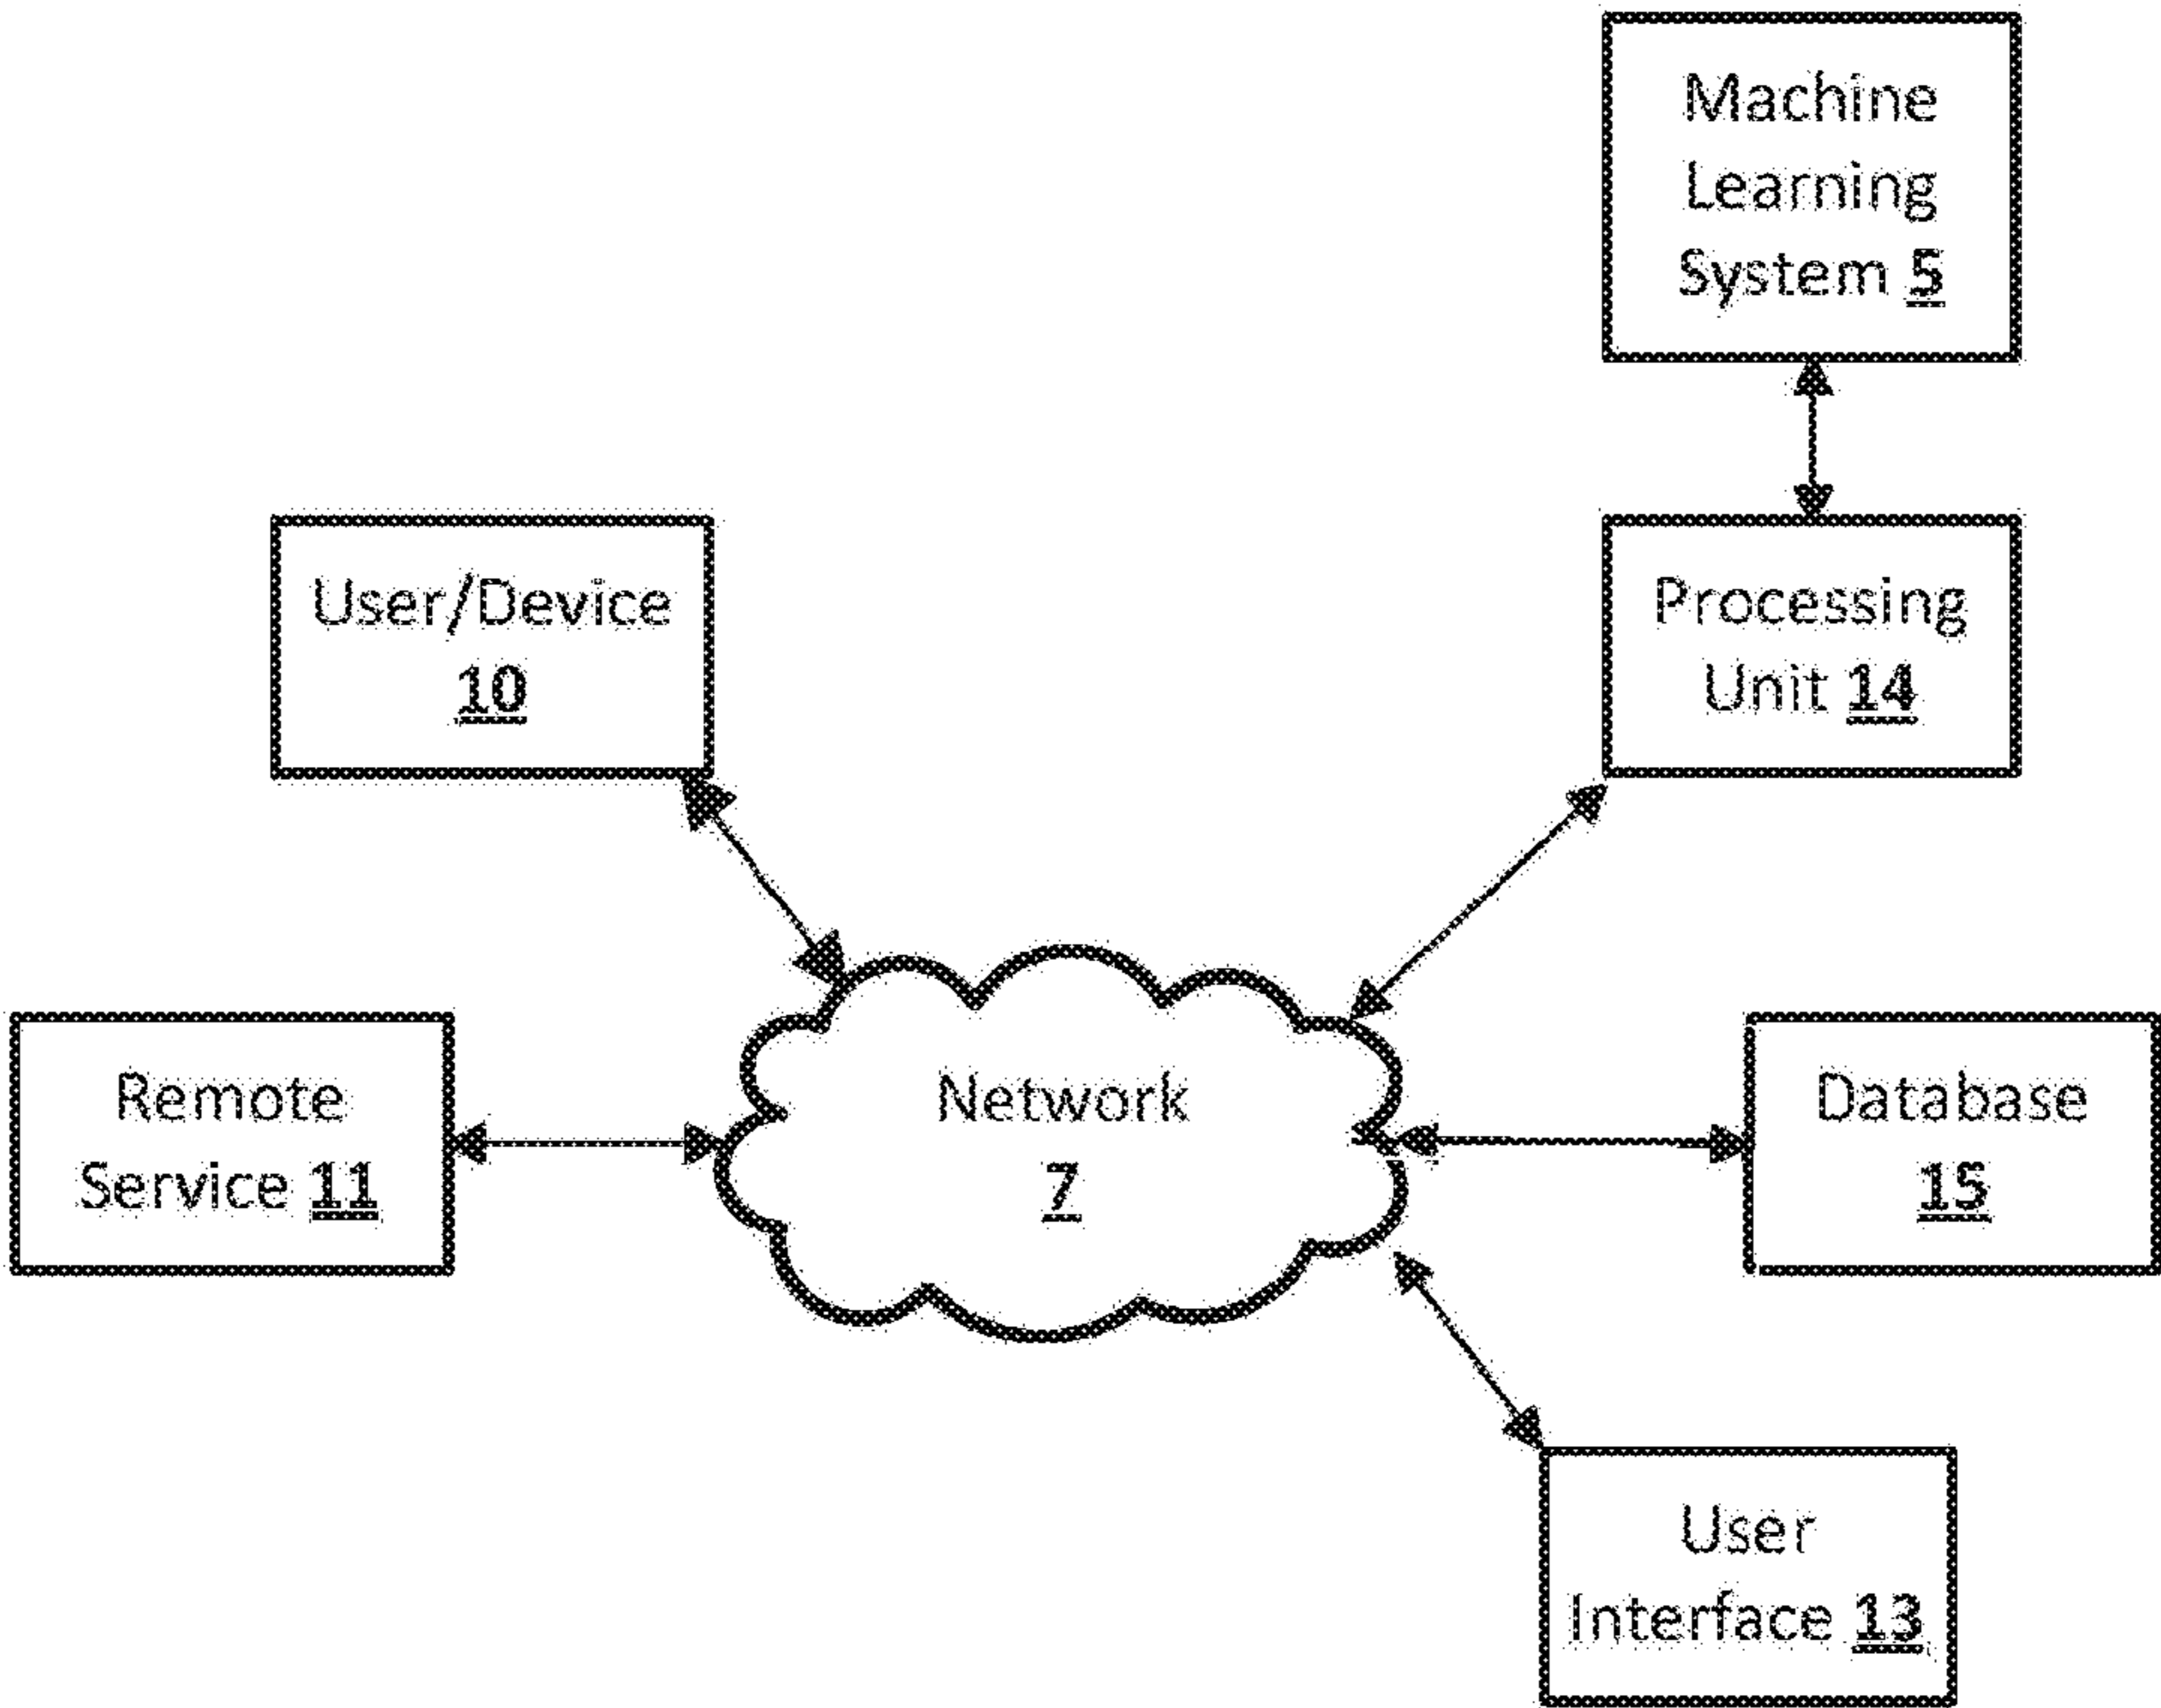 Machine
Learning
System 5
User/Device
10
Processing
Unit 14
Remote
Service 11
Network
7
Database
15
User
Interface 13